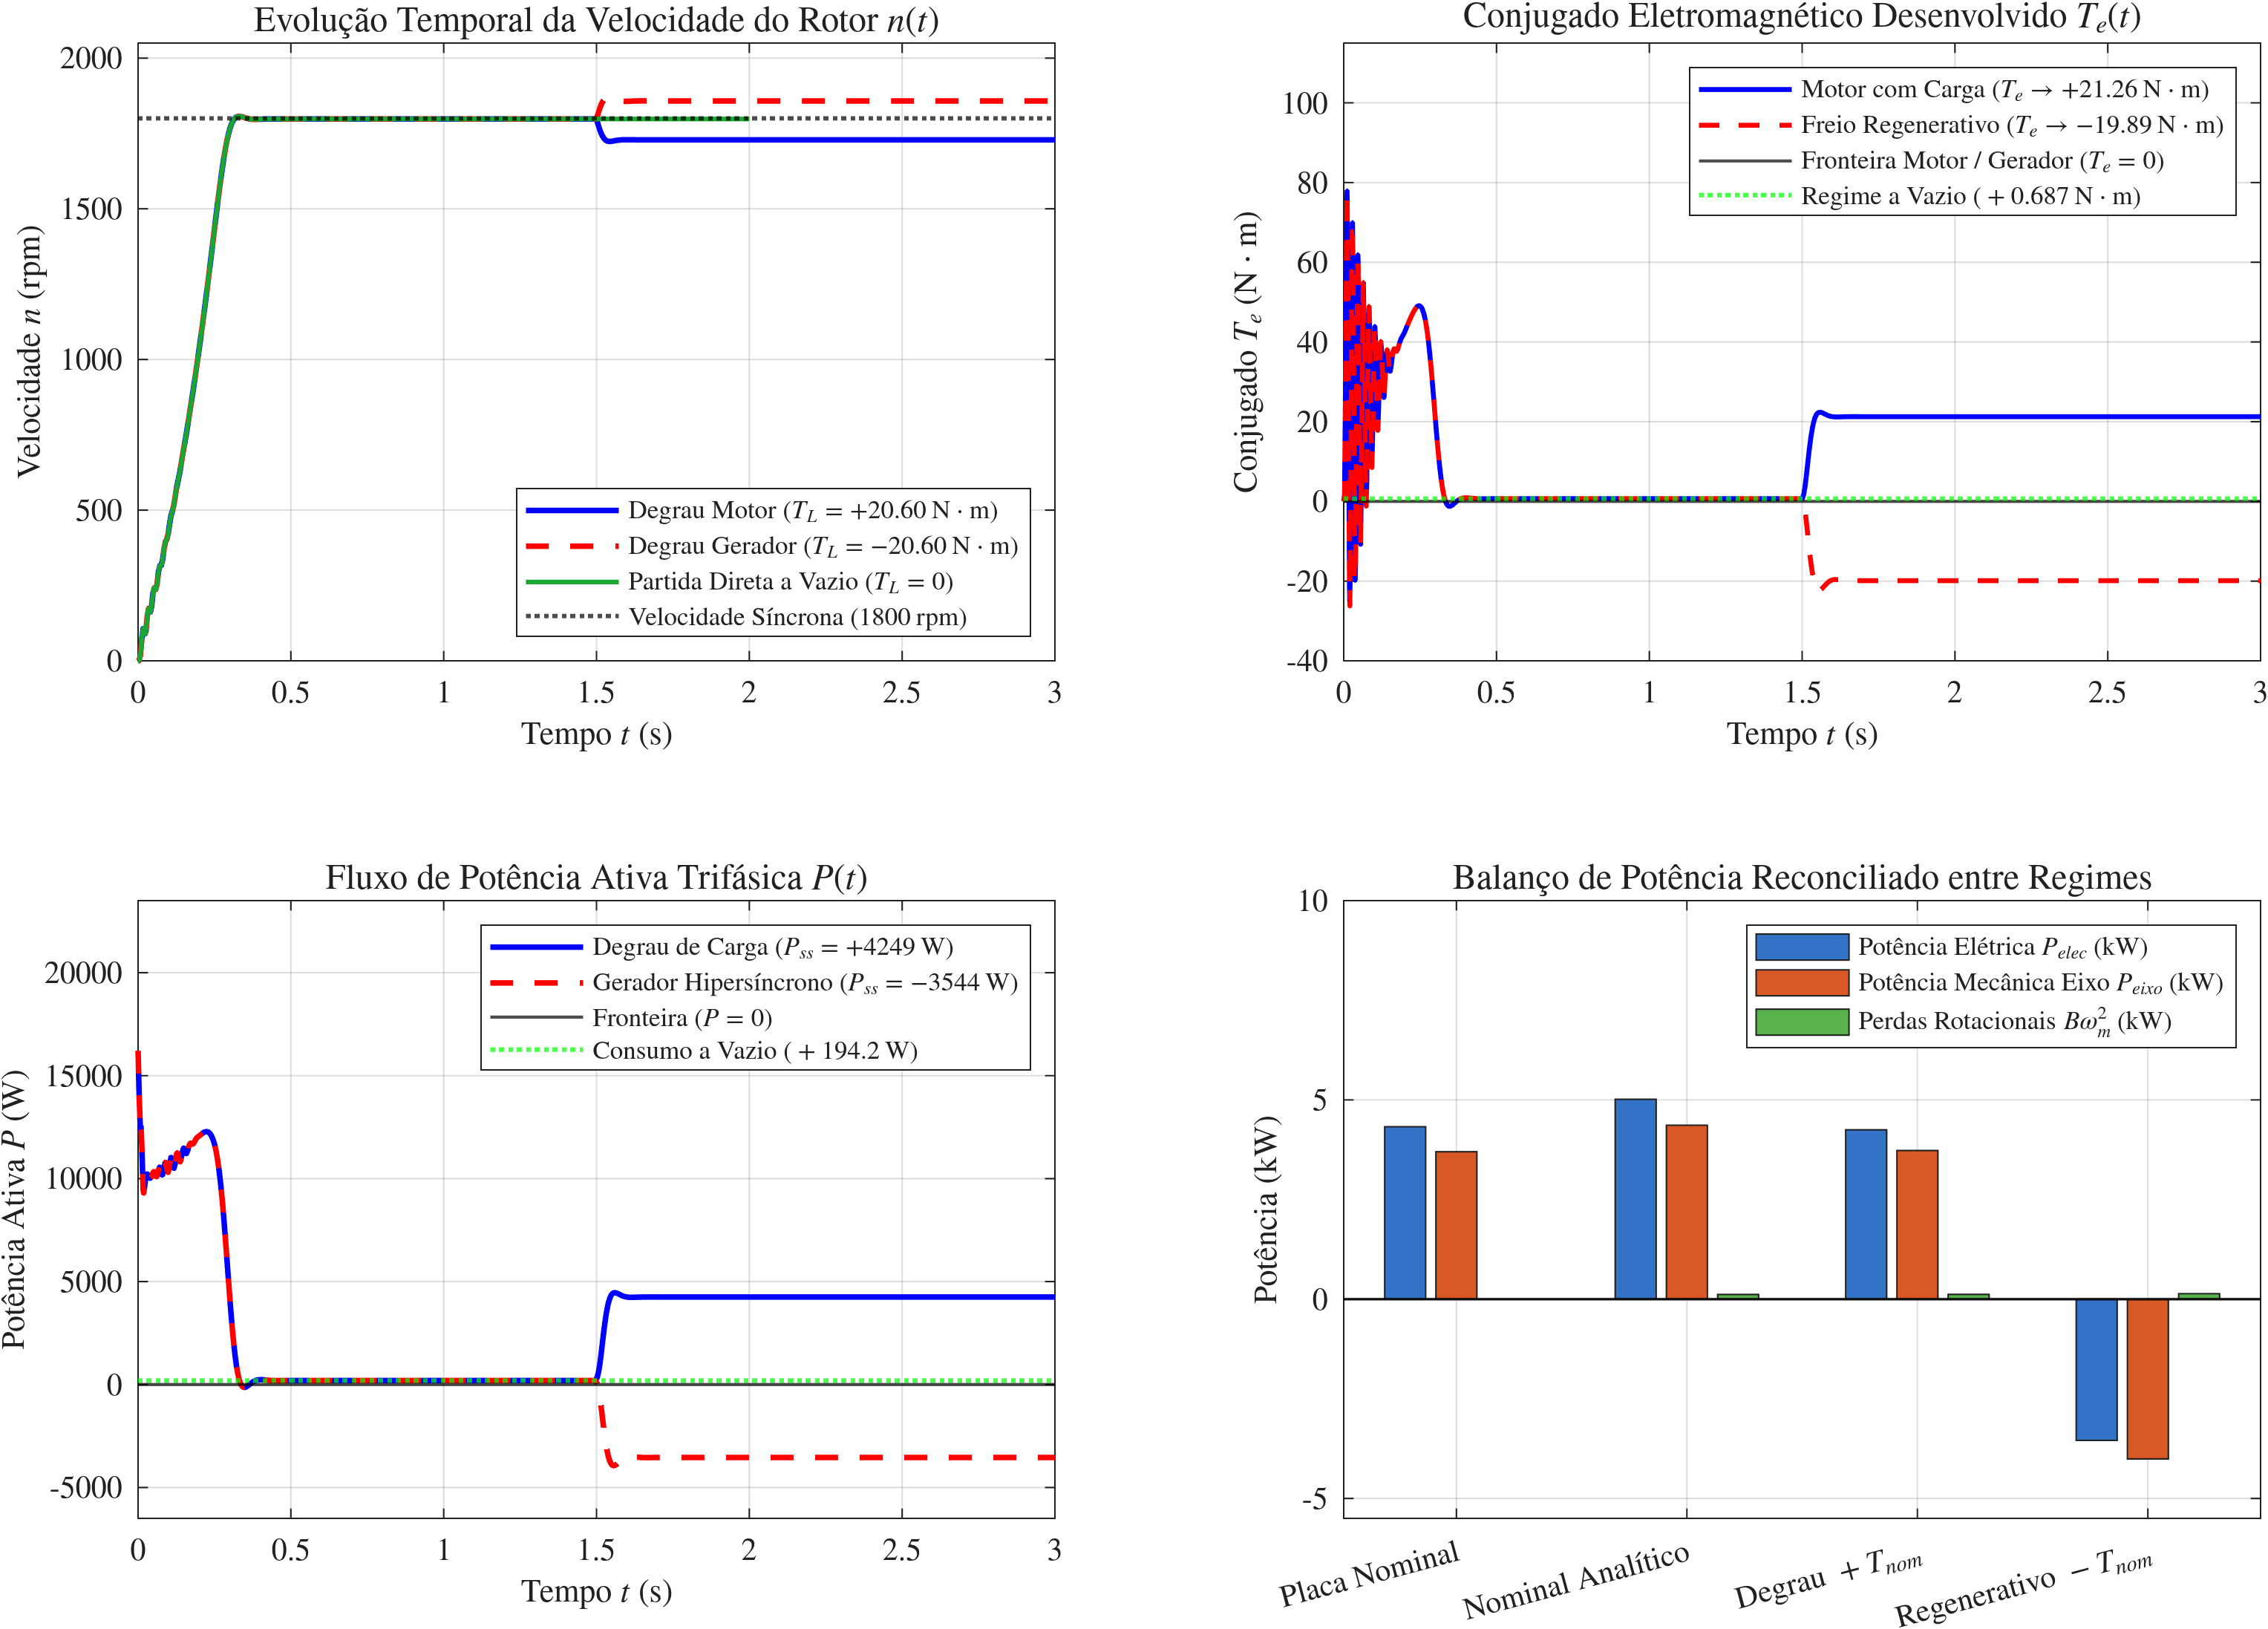 Evolução Temporal da Velocidade do Rotor n(t)
2000
1500
1000
500
0
Velocidade n (rpm)
Degrau Motor (T_L = +20.60 N · m)
Degrau Gerador (T_L = −20.60 N · m)
Partida Direta a Vazio (T_L = 0)
Velocidade Síncrona (1800 rpm)
0 0.5 1 1.5 2 2.5 3
Tempo t (s)
Conjugado Eletromagnético Desenvolvido T_e(t)
100
80
60
40
20
0
-20
-40
Conjugado T_e (N · m)
Motor com Carga (T_e → +21.26 N · m)
Freio Regenerativo (T_e → −19.89 N · m)
Fronteira Motor / Gerador (T_e = 0)
Regime a Vazio ( + 0.687 N · m)
0 0.5 1 1.5 2 2.5 3
Tempo t (s)
Fluxo de Potência Ativa Trifásica P(t)
20000
15000
10000
5000
0
-5000
Potência Ativa P (W)
Degrau de Carga (P_ss = +4249 W)
Gerador Hipersíncrono (P_ss = −3544 W)
Fronteira (P = 0)
Consumo a Vazio ( + 194.2 W)
0 0.5 1 1.5 2 2.5 3
Tempo t (s)
Balanço de Potência Reconciliado entre Regimes
10
5
0
-5
Potência (kW)
Potência Elétrica P_elec (kW)
Potência Mecânica Eixo P_eixo (kW)
Perdas Rotacionais Bω_m^2 (kW)
Placa Nominal
Nominal Analítico
Degrau + T_nom
Regenerativo − T_nom